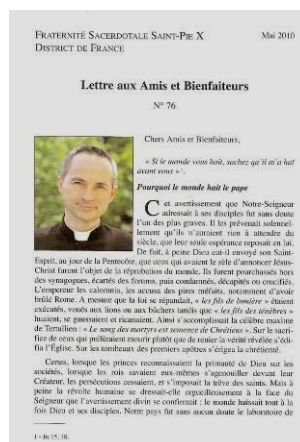 FRATERNITÉ SACERDOTALE SAINT-PIE X
Mai 2010
DISTRICT DE FRANCE
Lettre aux Amis et Bienfaiteurs
N° 76
Chers Amis et Bienfaiteurs,
« Si le monde vous hait, sachez qu'il m'a haï
avant vous » ¹.
Pourquoi le monde hait le pape
Cet avertissement que Notre-Seigneur
adressait à ses disciples fut sans doute
l'un des plus graves. Il les prévenait solennel-
lement qu'ils n'auraient rien à attendre du
siècle, que leur seule espérance reposait en lui.
De fait, à peine Dieu eut-il envoyé son Saint-
Esprit, au jour de la Pentecôte, que ceux qui avaient le rôle d'annoncer Jésus-
Christ furent l'objet de la réprobation du monde. Ils furent pourchassés hors
des synagogues, écartés des forums, puis condamnés, décapités ou crucifiés.
L'empereur les calomnia, les accusa des pires méfaits, notamment d'avoir
brûlé Rome. A mesure que la foi se répandait, « les fils de lumière » étaient
exécutés, voués aux lions ou aux bûchers tandis que « les fils des ténèbres »
huaient, se gaussaient et ricanaient. Ainsi s'accomplissait la célèbre maxime
de Tertullien : « Le sang des martyrs est semence de Chrétiens ». Sur le sacri-
fice de ceux qui préféraient mourir plutôt que de renier la vérité révélée s'édi-
fia l'Église. Sur les tombeaux des premiers apôtres s'érigea la chrétienté.
Certes, lorsque les princes reconnaissaient la primauté de Dieu sur les
sociétés, lorsque les rois savaient eux-mêmes s'agenouiller devant leur
Créateur, les persécutions cessaient, et s'imposait la trêve des saints. Mais à
peine la révolte humaine se dressait-elle orgueilleusement à la face du
Seigneur que l'avertissement divin se confirmait : le monde haïssait tout à la
fois Dieu et ses disciples. Notre pays fut sans aucun doute le laboratoire de
1 - Jn 15, 18.